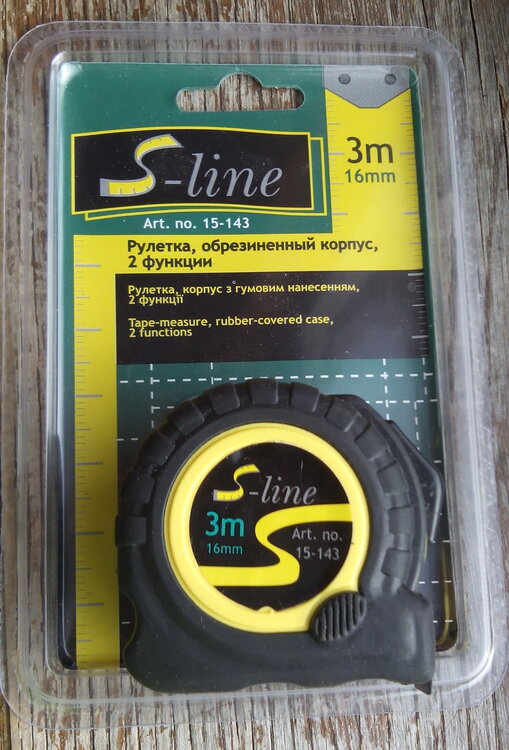 S-line
3m
16mm
Art. no. 15-143
Рулетка, обрезиненный корпус,
2 функции
Рулетка, корпус з гумовим нанесенням,
2 функції
Tape-measure, rubber-covered case,
2 functions
S-line
3m
16mm
Art. no.
15-143